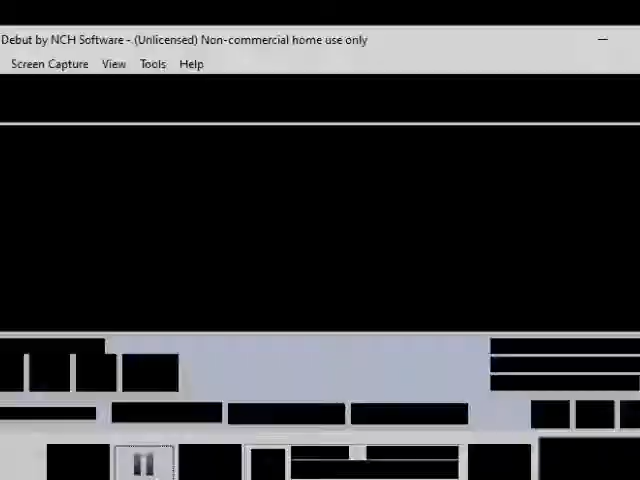 Debut by NCH Software - (Unlicensed) Non-commercial home use only
Screen Capture View Tools Help